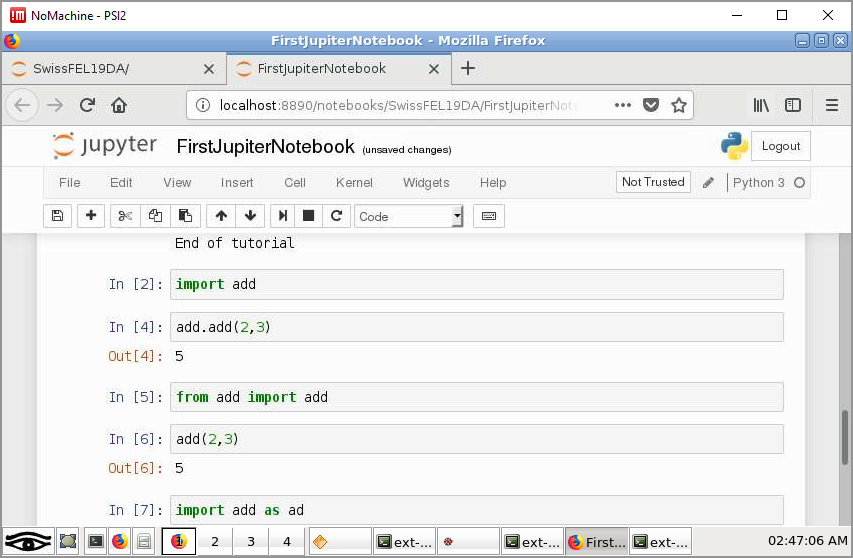 NoMachine - PSI2
FirstJupiterNotebook - Mozilla Firefox
SwissFEL19DA/
FirstJupiterNotebook
localhost:8890/notebooks/SwissFEL19DA/FirstJupiterNote
jupyter FirstJupiterNotebook (unsaved changes)
Logout
File Edit View Insert Cell Kernel Widgets Help
Not Trusted
Python 3
Code
End of tutorial
In [2]: import add
In [4]: add.add(2,3)
Out[4]: 5
In [5]: from add import add
In [6]: add(2,3)
Out[6]: 5
In [7]: import add as ad
1 2 3 4 ext-... ext-... First... ext-... 02:47:06 AM